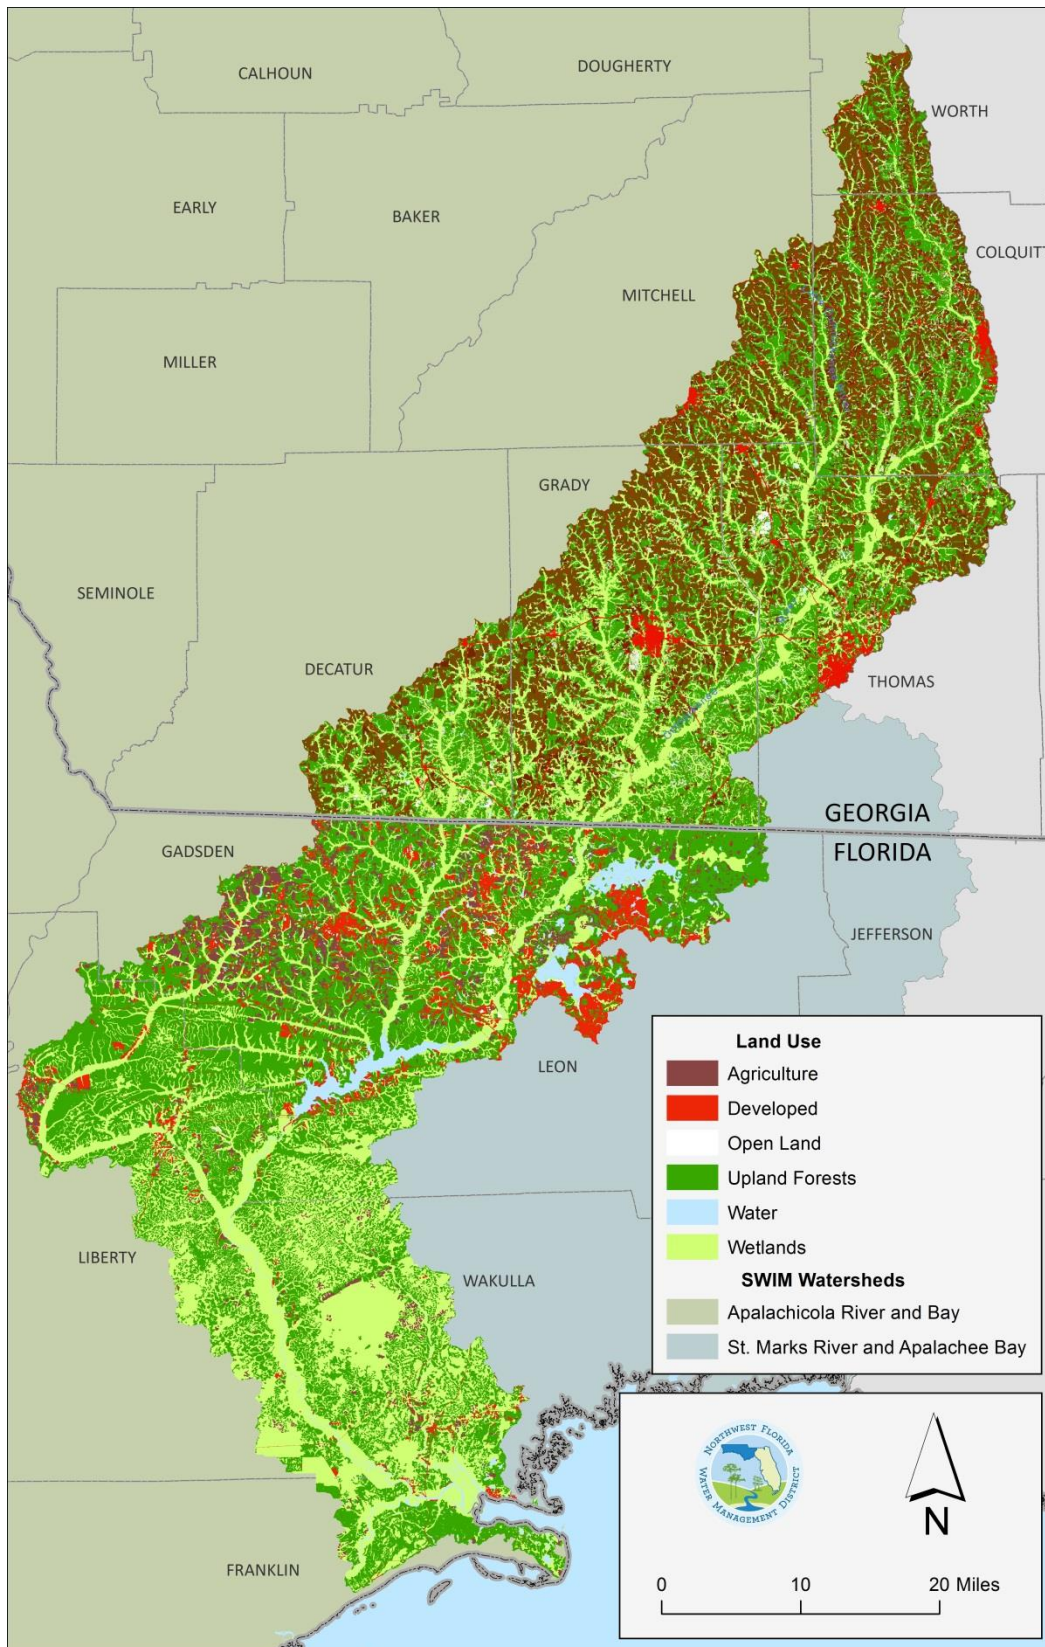 CALHOUN
DOUGHERTY
WORTH
EARLY
BAKER
COLQUITT
MITCHELL
MILLER
GRADY
SEMINOLE
DECATUR
THOMAS
GEORGIA
FLORIDA
GADSDEN
JEFFERSON
LEON
LIBERTY
WAKULLA
FRANKLIN
Land Use
Agriculture
Developed
Open Land
Upland Forests
Water
Wetlands
SWIM Watersheds
Apalachicola River and Bay
St. Marks River and Apalachee Bay
NORTHWEST FLORIDA
WATER MANAGEMENT DISTRICT
N
0 10 20 Miles